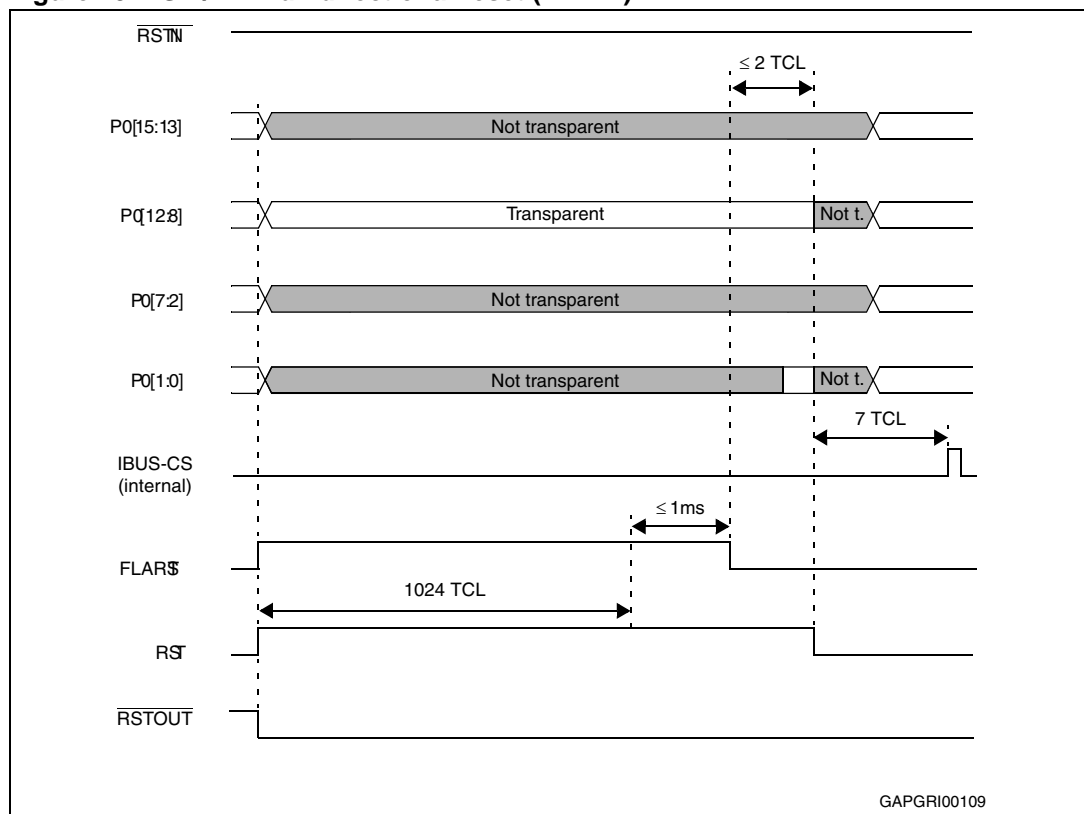 RSTIN
≤ 2 TCL
P0[15:13]
Not transparent
P0[12:8]
Transparent
Not t.
P0[7:2]
Not transparent
P0[1:0]
Not transparent
Not t.
7 TCL
IBUS-CS
(internal)
≤ 1ms
FLARST
1024 TCL
RST
RSTOUT
GAPGRI00109